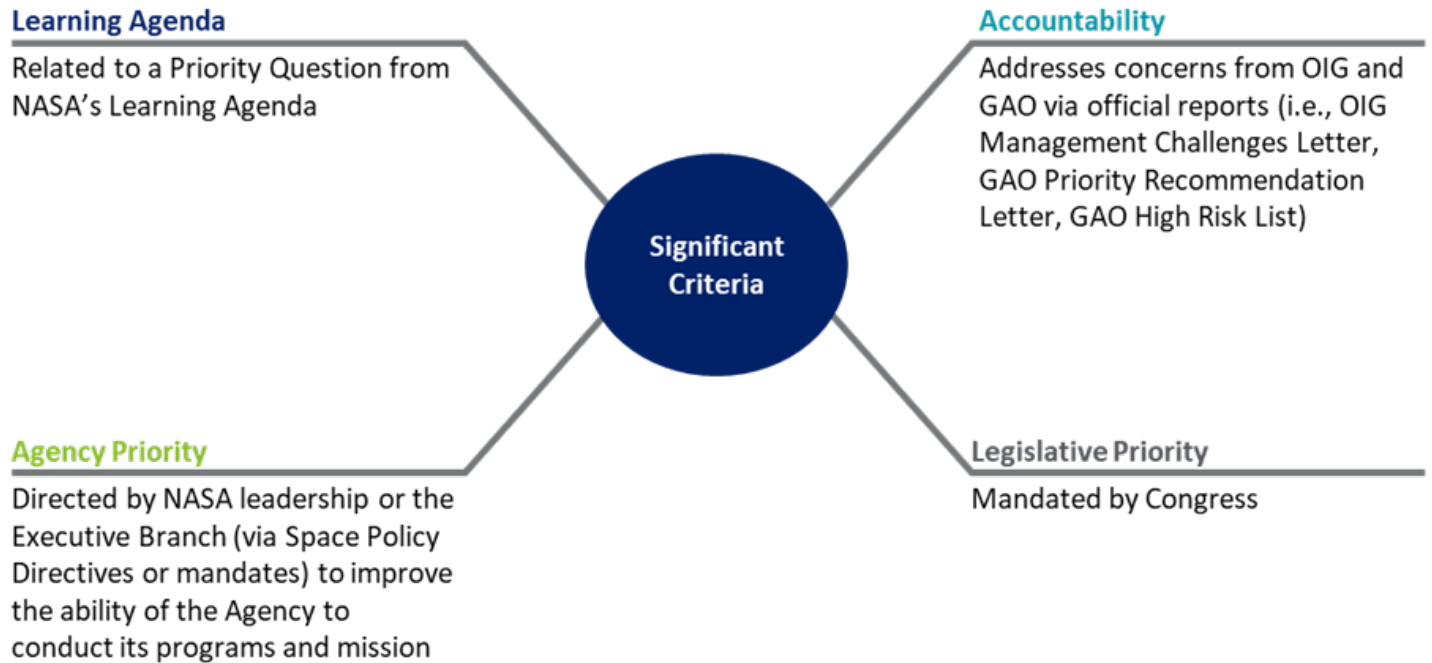 Learning Agenda
Related to a Priority Question from
NASA’s Learning Agenda
Accountability
Addresses concerns from OIG and
GAO via official reports (i.e., OIG
Management Challenges Letter,
GAO Priority Recommendation
Letter, GAO High Risk List)
Significant
Criteria
Agency Priority
Directed by NASA leadership or the
Executive Branch (via Space Policy
Directives or mandates) to improve
the ability of the Agency to
conduct its programs and mission
Legislative Priority
Mandated by Congress